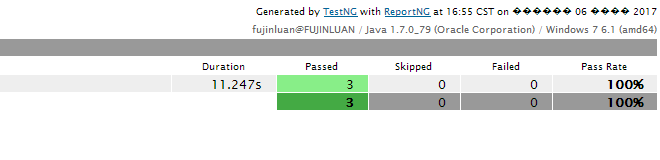 Generated by TestNG with ReportNG at 16:55 CST on ������ 06 ���� 2017
fujinluan@FUJINLUAN / Java 1.7.0_79 (Oracle Corporation) / Windows 7 6.1 (amd64)
Duration Passed Skipped Failed Pass Rate
11.247s 3 0 0 100%
3 0 0 100%